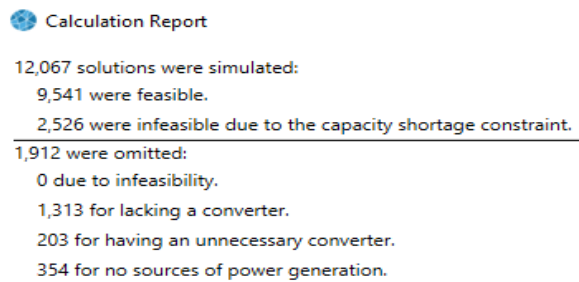 Calculation Report
12,067 solutions were simulated:
9,541 were feasible.
2,526 were infeasible due to the capacity shortage constraint.
1,912 were omitted:
0 due to infeasibility.
1,313 for lacking a converter.
203 for having an unnecessary converter.
354 for no sources of power generation.